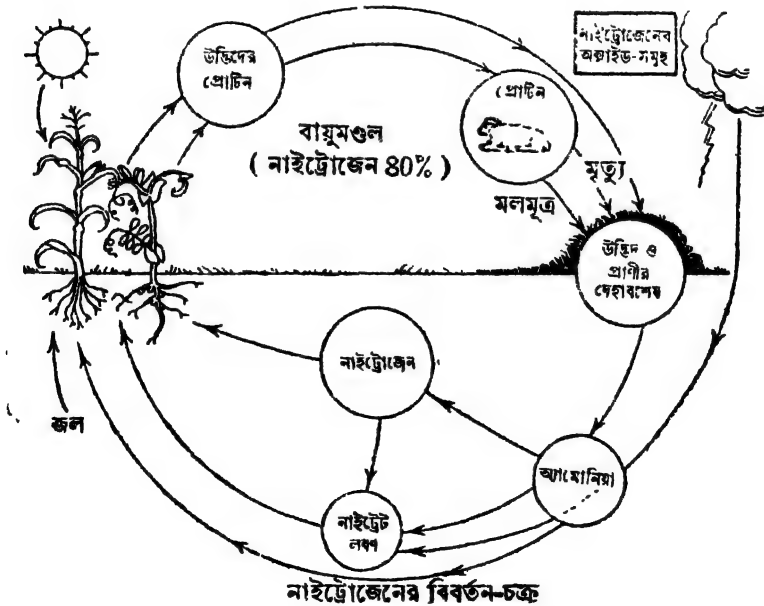 উদ্ভিদের
প্রোটিন
নাইট্রোজেনের
অক্সাইড-সমূহ
প্রোটিন
বায়ুমণ্ডল
( নাইট্রোজেন 80% )
মৃত্যু
মলমূত্র
উদ্ভিদ ও
প্রাণীর
দেহাবশেষ
নাইট্রোজেন
জল
অ্যামোনিয়া
নাইট্রেট
লবণ
নাইট্রোজেনের বিবর্তন-চক্র